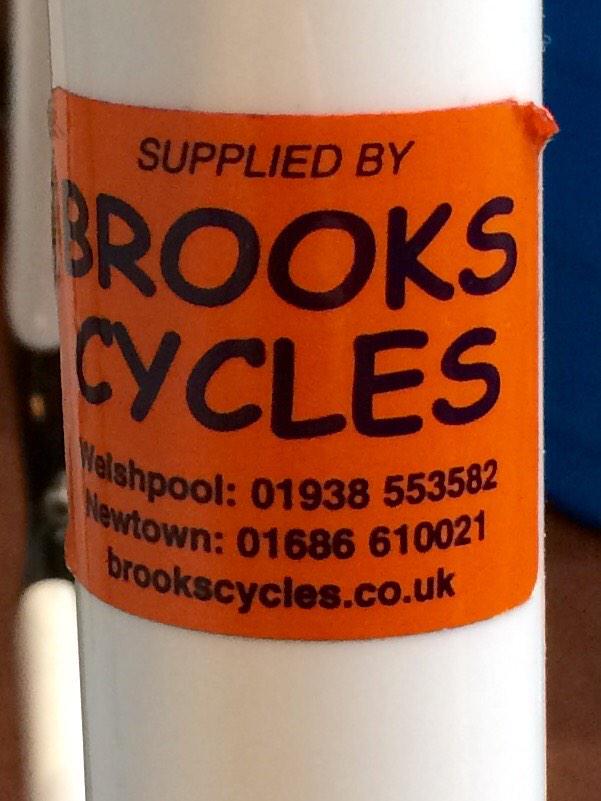 SUPPLIED BY
BROOKS
CYCLES
Welshpool: 01938 553582
Newtown: 01686 610021
brookscycles.co.uk